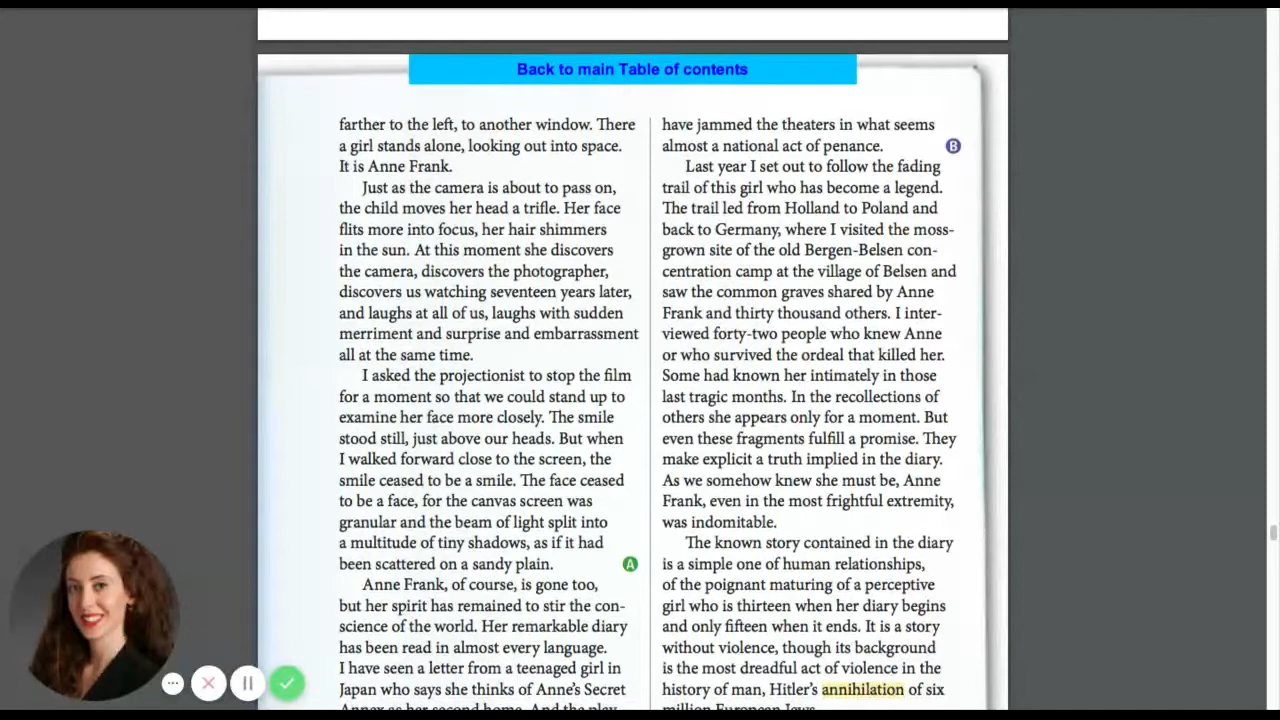 Back to main Table of contents
farther to the left, to another window. There
a girl stands alone, looking out into space.
It is Anne Frank.
Just as the camera is about to pass on,
the child moves her head a trifle. Her face
flits more into focus, her hair shimmers
in the sun. At this moment she discovers
the camera, discovers the photographer,
discovers us watching seventeen years later,
and laughs at all of us, laughs with sudden
merriment and surprise and embarrassment
all at the same time.
I asked the projectionist to stop the film
for a moment so that we could stand up to
examine her face more closely. The smile
stood still, just above our heads. But when
I walked forward close to the screen, the
smile ceased to be a smile. The face ceased
to be a face, for the canvas screen was
granular and the beam of light split into
a multitude of tiny shadows, as if it had
been scattered on a sandy plain.
A
Anne Frank, of course, is gone too,
but her spirit has remained to stir the con-
science of the world. Her remarkable diary
has been read in almost every language.
I have seen a letter from a teenaged girl in
Japan who says she thinks of Anne's Secret
Annex as her second home. And the play
have jammed the theaters in what seems
almost a national act of penance.
B
Last year I set out to follow the fading
trail of this girl who has become a legend.
The trail led from Holland to Poland and
back to Germany, where I visited the moss-
grown site of the old Bergen-Belsen con-
centration camp at the village of Belsen and
saw the common graves shared by Anne
Frank and thirty thousand others. I inter-
viewed forty-two people who knew Anne
or who survived the ordeal that killed her.
Some had known her intimately in those
last tragic months. In the recollections of
others she appears only for a moment. But
even these fragments fulfill a promise. They
make explicit a truth implied in the diary.
As we somehow knew she must be, Anne
Frank, even in the most frightful extremity,
was indomitable.
The known story contained in the diary
is a simple one of human relationships,
of the poignant maturing of a perceptive
girl who is thirteen when her diary begins
and only fifteen when it ends. It is a story
without violence, though its background
is the most dreadful act of violence in the
history of man, Hitler's annihilation of six
million European Jews.